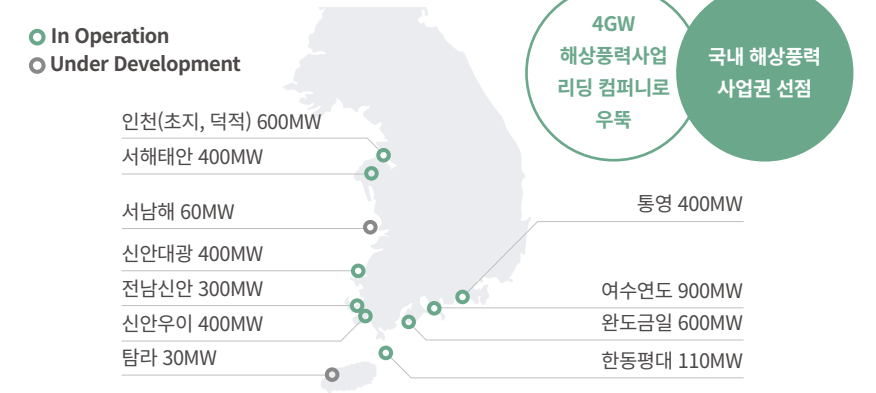 In Operation
Under Development
4GW
해상풍력사업
리딩 컴퍼니로
우뚝
국내 해상풍력
사업권 선점
인천(초지, 덕적) 600MW
서해태안 400MW
서남해 60MW
신안대광 400MW
전남신안 300MW
신안우이 400MW
탐라 30MW
통영 400MW
여수연도 900MW
완도금일 600MW
한동평대 110MW